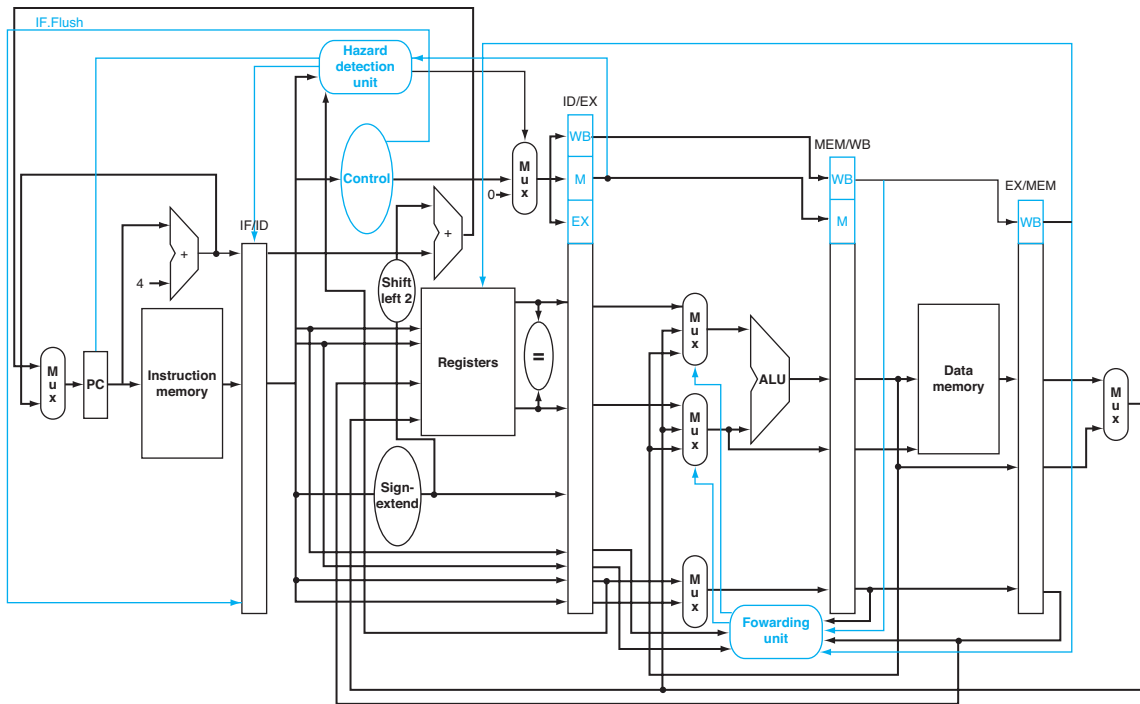 IF.Flush
Hazard
detection
unit
ID/EX
WB
M
EX
Control
M
u
x
0
MEM/WB
WB
M
EX/MEM
WB
IF/ID
+
4
+
Shift
left 2
M
u
x
PC
Instruction
memory
Registers
=
M
u
x
M
u
x
ALU
Data
memory
M
u
x
Sign-
extend
M
u
x
Fowarding
unit